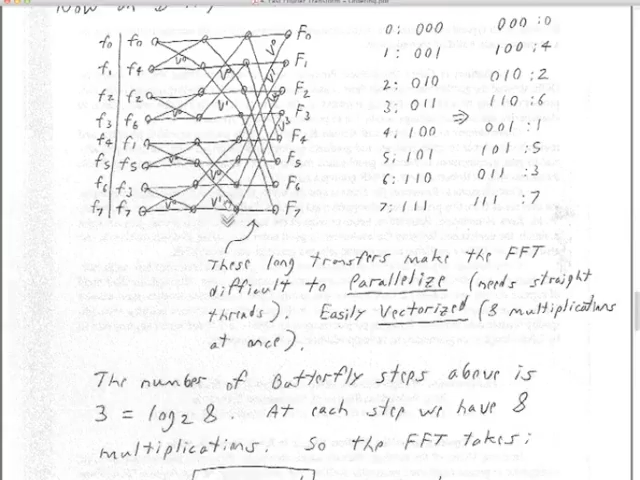 Now on
f0 f0 F0 0: 000 000 :0
f1 f4 F1 1: 001 100 :4
f2 f2 F2 2: 010 010 :2
f3 f6 F3 3: 011 ⇒ 110 :6
f4 f1 F4 4: 100 001 :1
f5 f5 F5 5: 101 101 :5
f6 f3 F6 6: 110 011 :3
f7 f7 F7 7: 111 111 :7
These long transfers make the FFT
difficult to Parallelize (needs straight
threads). Easily Vectorized (8 multiplications
at once).
The number of Butterfly steps above is
3 = log2 8. At each step we have 8
multiplications. So the FFT takes: